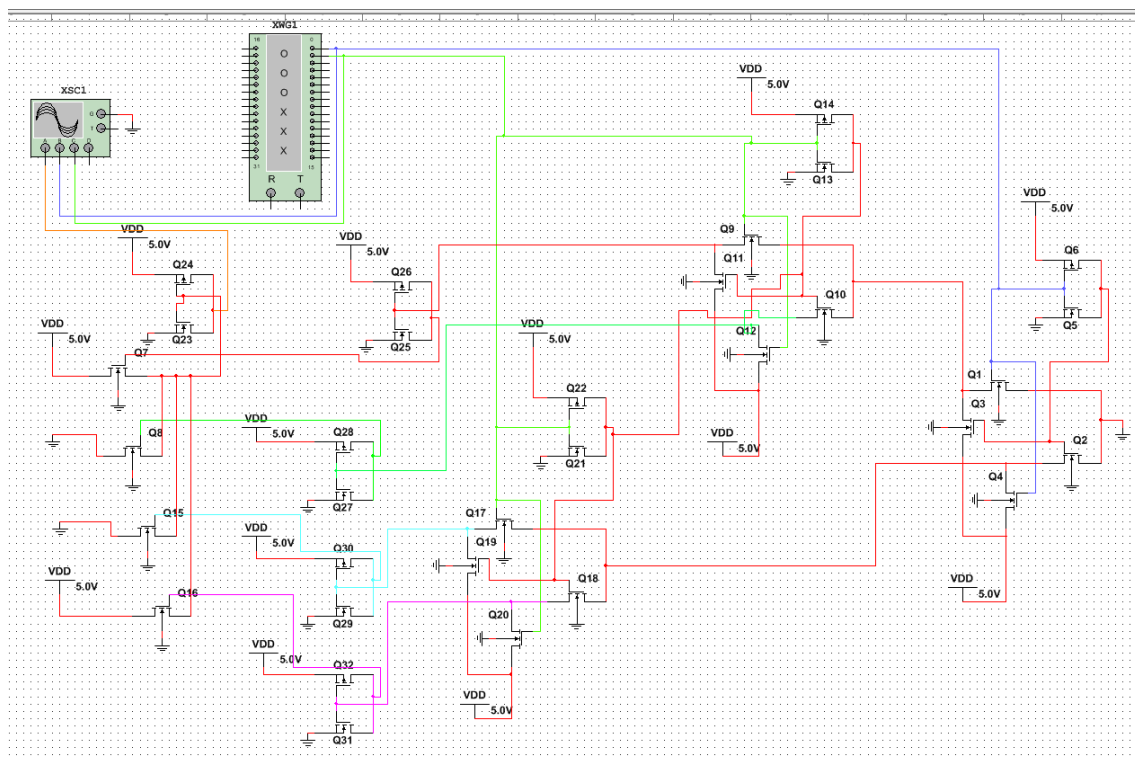 XWG1
16 0
O
O
O
X
X
X
31 15
R T
XSC1
G
T
A B C D
VDD
5.0V
Q14
Q13
VDD
5.0V
Q6
Q5
VDD
5.0V
Q24
Q23
VDD
5.0V
Q26
Q25
Q9
Q11
Q10
Q12
VDD
5.0V
Q7
VDD
5.0V
Q22
Q21
Q1
Q3
Q2
Q4
VDD
5.0V
Q8
VDD
5.0V
Q28
Q27
Q15
VDD
5.0V
Q30
Q29
Q17
Q19
Q18
Q20
VDD
5.0V
Q16
VDD
5.0V
Q32
Q31
VDD
5.0V
VDD
5.0V